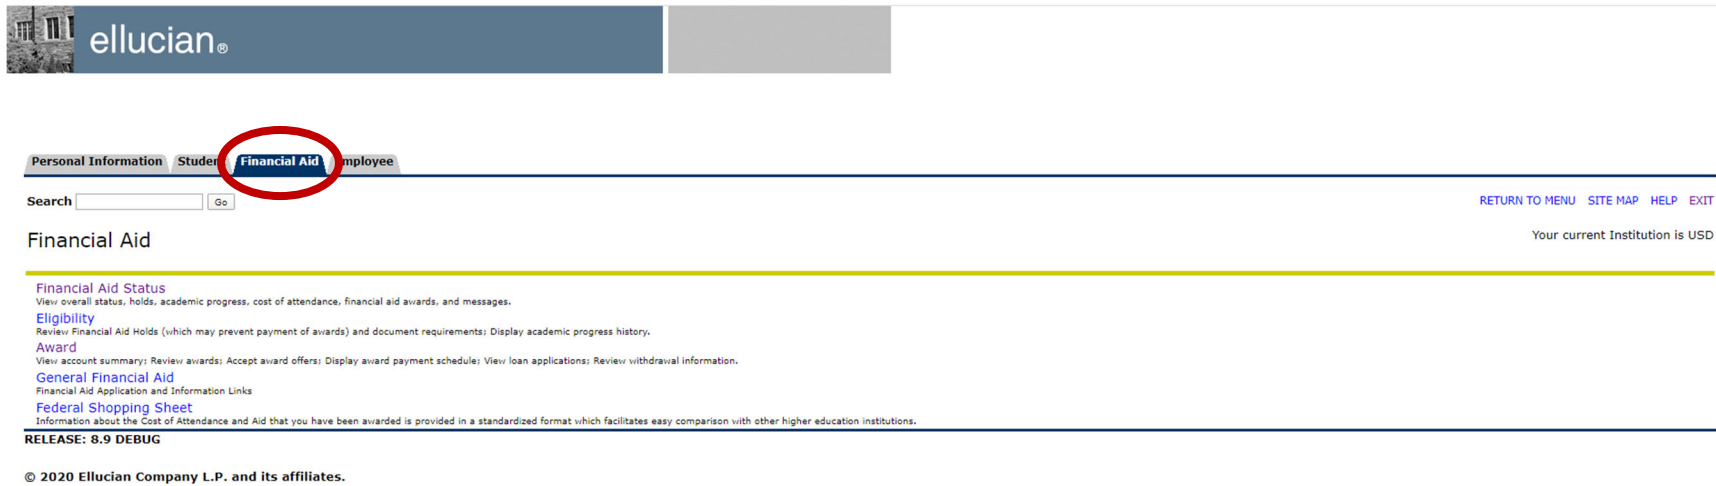 ellucian®
Personal Information Studen Financial Aid mployee
Search Go
RETURN TO MENU SITE MAP HELP EXIT
Financial Aid
Your current Institution is USD
Financial Aid Status
View overall status, holds, academic progress, cost of attendance, financial aid awards, and messages.
Eligibility
Review Financial Aid Holds (which may prevent payment of awards) and document requirements; Display academic progress history.
Award
View account summary; Review awards; Accept award offers; Display award payment schedule; View loan applications; Review withdrawal information.
General Financial Aid
Financial Aid Application and Information Links
Federal Shopping Sheet
Information about the Cost of Attendance and Aid that you have been awarded is provided in a standardized format which facilitates easy comparison with other higher education institutions.
RELEASE: 8.9 DEBUG
© 2020 Ellucian Company L.P. and its affiliates.